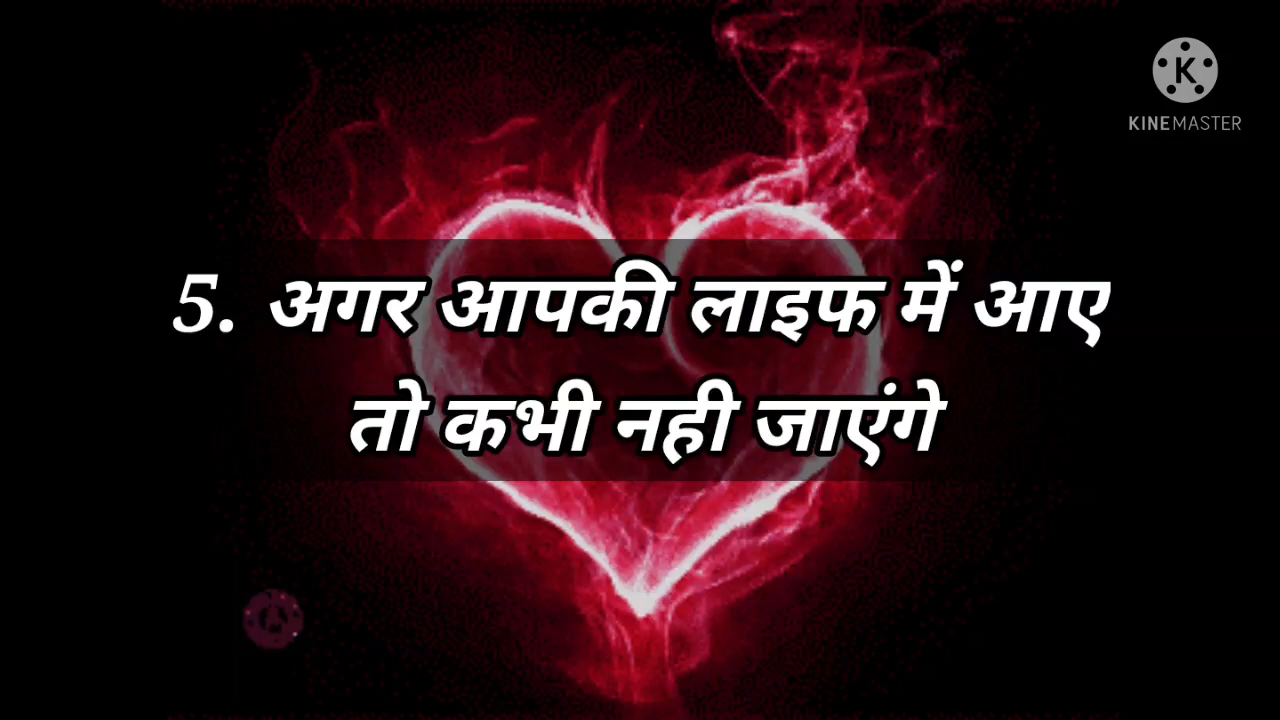 KINEMASTER
5. अगर आपकी लाइफ में आए
तो कभी नही जाएंगे